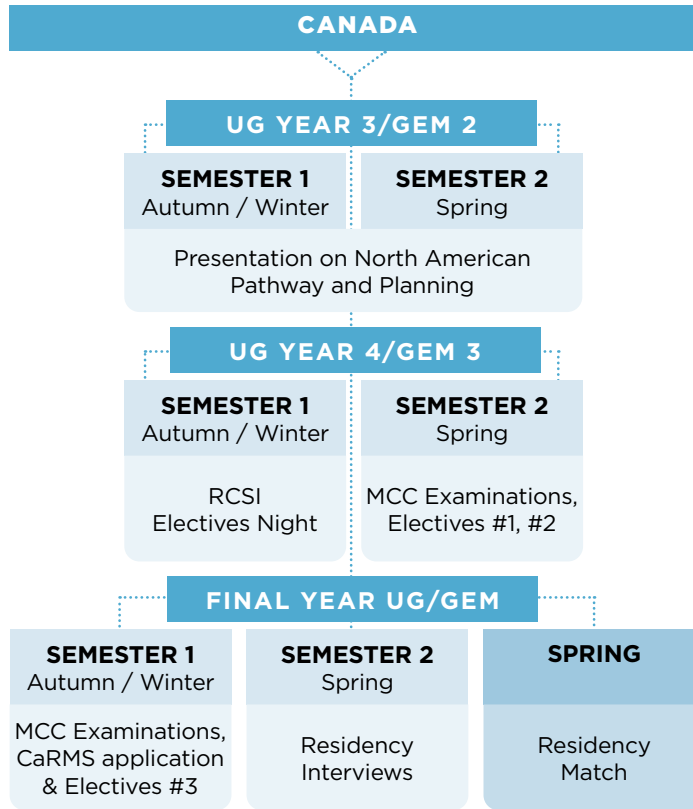 CANADA
UG YEAR 3/GEM 2
SEMESTER 1
Autumn / Winter
SEMESTER 2
Spring
Presentation on North American
Pathway and Planning
UG YEAR 4/GEM 3
SEMESTER 1
Autumn / Winter
RCSI
Electives Night
SEMESTER 2
Spring
MCC Examinations,
Electives #1, #2
FINAL YEAR UG/GEM
SEMESTER 1
Autumn / Winter
MCC Examinations,
CaRMS application
& Electives #3
SEMESTER 2
Spring
Residency
Interviews
SPRING
Residency
Match